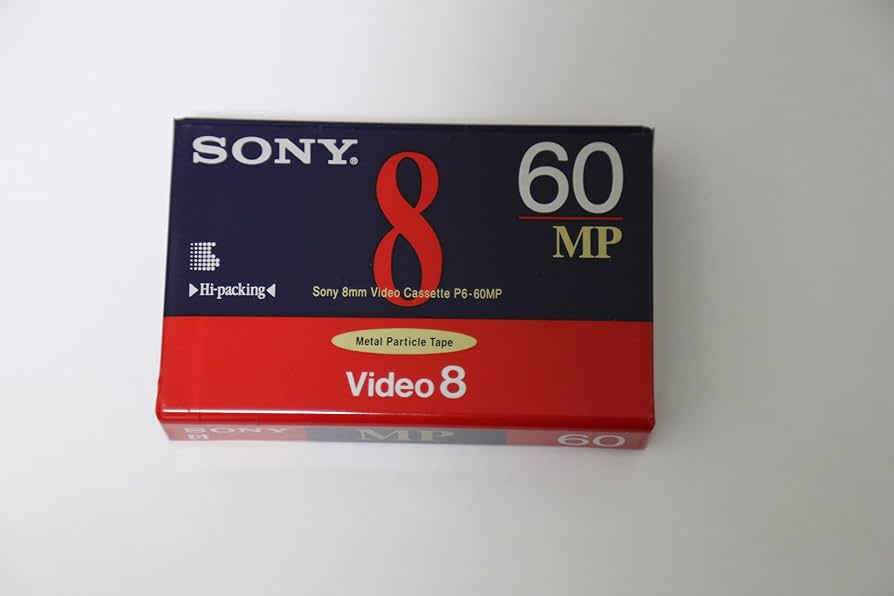 SONY®
8
60
MP
▶Hi-packing◀
Sony 8mm Video Cassette P6-60MP
Metal Particle Tape
Video 8
SONY
8
MP
60